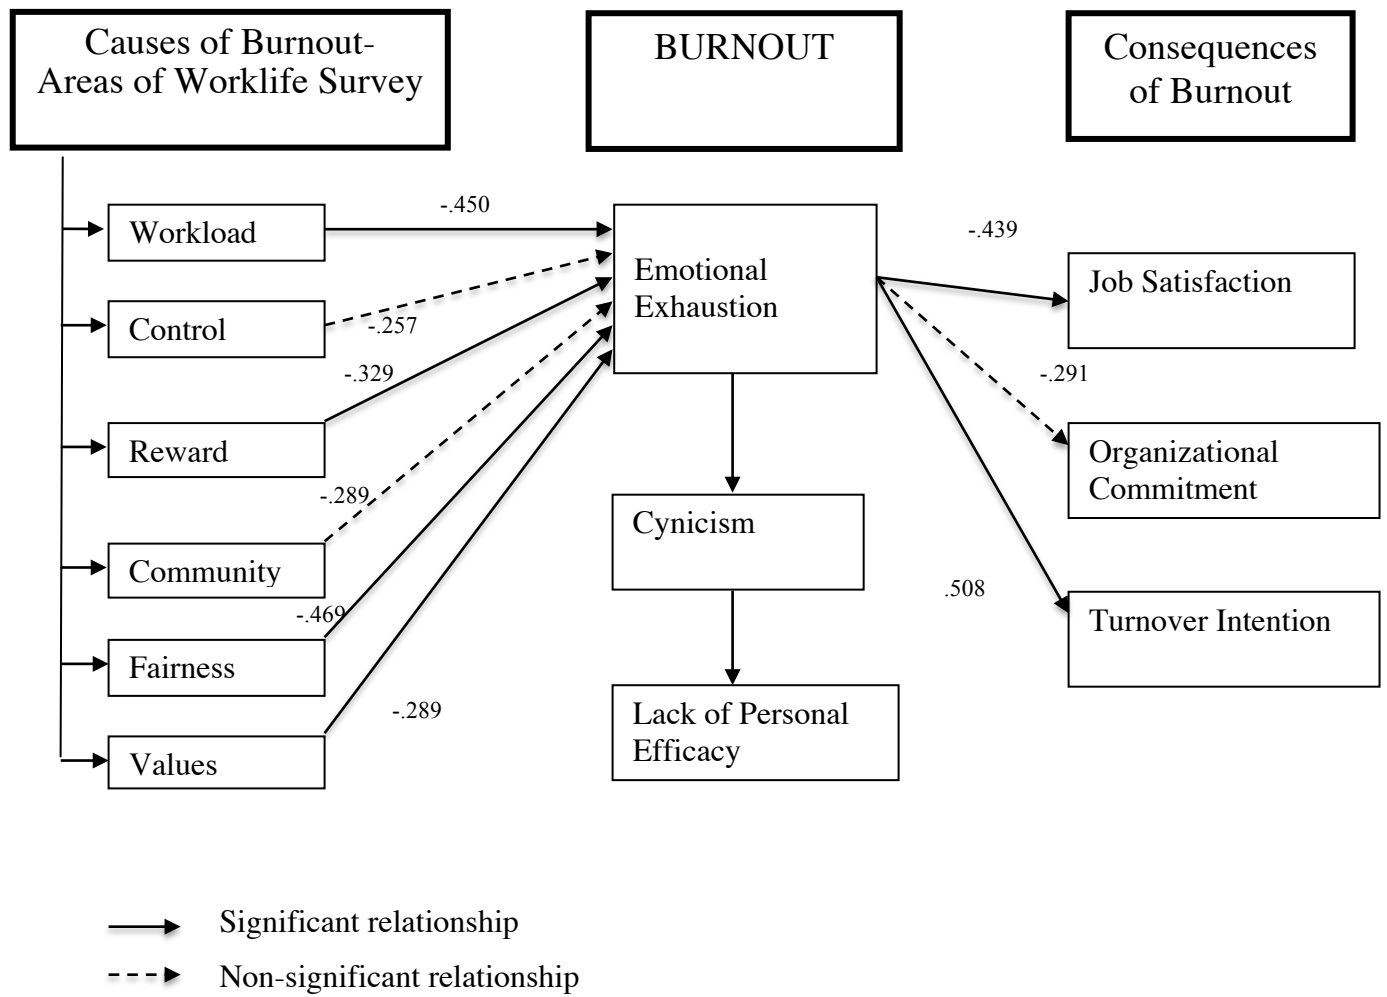 Causes of Burnout-
Areas of Worklife Survey
BURNOUT
Consequences
of Burnout
-.450
Workload
Emotional
Exhaustion
-.439
Job Satisfaction
Control
-.257
-.329
-.291
Reward
Organizational
Commitment
-.289
Cynicism
Community
.508
-.469
Turnover Intention
Fairness
-.289
Lack of Personal
Efficacy
Values
Significant relationship
Non-significant relationship